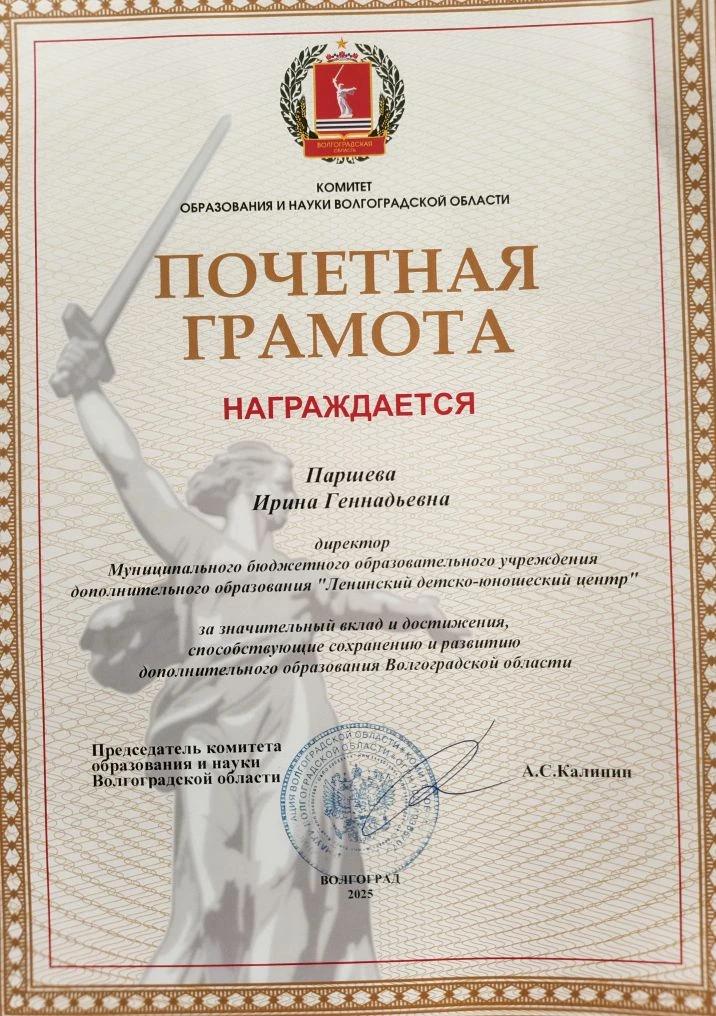 ВОЛГОГРАДСКАЯ
ОБЛАСТЬ
КОМИТЕТ
ОБРАЗОВАНИЯ И НАУКИ ВОЛГОГРАДСКОЙ ОБЛАСТИ
ПОЧЕТНАЯ
ГРАМОТА
НАГРАЖДАЕТСЯ
Паршева
Ирина Геннадьевна
директор
Муниципального бюджетного образовательного учреждения
дополнительного образования "Ленинский детско-юношеский центр"
за значительный вклад и достижения,
способствующие сохранению и развитию
дополнительного образования Волгоградской области
Председатель комитета
образования и науки
Волгоградской области
А.С.Калинин
ВОЛГОГРАД
2025